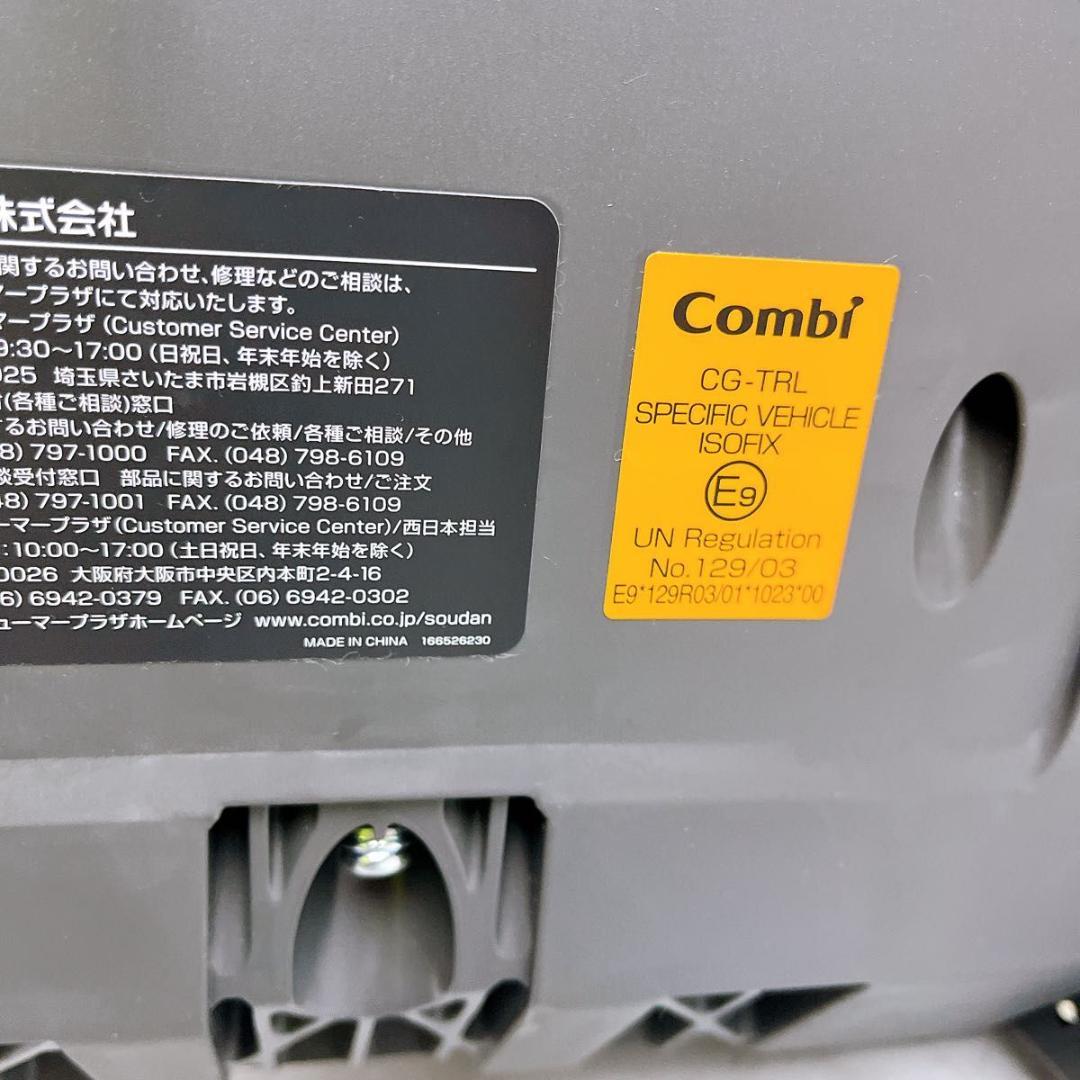 株式会社
関するお問い合わせ、修理などのご相談は、
マープラザにて対応いたします。
マープラザ (Customer Service Center)
9:30～17:00 (日祝日、年末年始を除く)
025 埼玉県さいたま市岩槻区釣上新田271
(各種ご相談)窓口
するお問い合わせ/修理のご依頼/各種ご相談/その他
8) 797-1000 FAX. (048) 798-6109
談受付窓口 部品に関するお問い合わせ/ご注文
48) 797-1001 FAX. (048) 798-6109
ーマープラザ(Customer Service Center)/西日本担当
:10:00～17:00 (土日祝日、年末年始を除く)
0026 大阪府大阪市中央区内本町2-4-16
6) 6942-0379 FAX. (06) 6942-0302
ューマープラザホームページ www.combi.co.jp/soudan
MADE IN CHINA 166526230
Combi
CG-TRL
SPECIFIC VEHICLE
ISOFIX
E9
UN Regulation
No.129/03
E9*129R03/01*1023*00